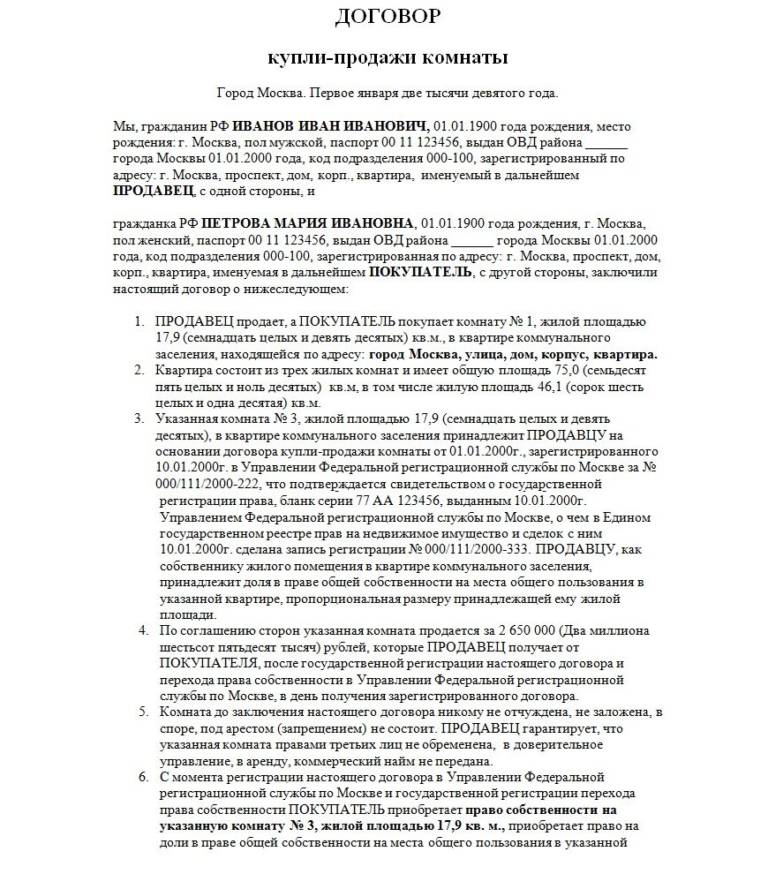 ДОГОВОР
купли-продажи комнаты
Город Москва. Первое января две тысячи девятого года.
Мы, гражданин РФ ИВАНОВ ИВАН ИВАНОВИЧ, 01.01.1900 года рождения, место
рождения: г. Москва, пол мужской, паспорт 00 11 123456, выдан ОВД района ______
города Москвы 01.01.2000 года, код подразделения 000-100, зарегистрированный по
адресу: г. Москва, проспект, дом, корп., квартира, именуемый в дальнейшем
ПРОДАВЕЦ, с одной стороны, и
гражданка РФ ПЕТРОВА МАРИЯ ИВАНОВНА, 01.01.1900 года рождения, г. Москва,
пол женский, паспорт 00 11 123456, выдан ОВД района ______ города Москвы 01.01.2000
года, код подразделения 000-100, зарегистрированная по адресу: г. Москва, проспект, дом,
корп., квартира, именуемая в дальнейшем ПОКУПАТЕЛЬ, с другой стороны, заключили
настоящий договор о нижеследующем:
1. ПРОДАВЕЦ продает, а ПОКУПАТЕЛЬ покупает комнату № 1, жилой площадью
17,9 (семнадцать целых и девять десятых) кв.м., в квартире коммунального
заселения, находящейся по адресу: город Москва, улица, дом, корпус, квартира.
2. Квартира состоит из трех жилых комнат и имеет общую площадь 75,0 (семьдесят
пять целых и ноль десятых) кв.м, в том числе жилую площадь 46,1 (сорок шесть
целых и одна десятая) кв.м.
3. Указанная комната № 3, жилой площадью 17,9 (семнадцать целых и девять
десятых), в квартире коммунального заселения принадлежит ПРОДАВЦУ на
основании договора купли-продажи комнаты от 01.01.2000г., зарегистрированного
10.01.2000г. в Управлении Федеральной регистрационной службы по Москве за №
000/111/2000-222, что подтверждается свидетельством о государственной
регистрации права, бланк серии 77 АА 123456, выданным 10.01.2000г.
Управлением Федеральной регистрационной службы по Москве, о чем в Едином
государственном реестре прав на недвижимое имущество и сделок с ним
10.01.2000г. сделана запись регистрации № 000/111/2000-333. ПРОДАВЦУ, как
собственнику жилого помещения в квартире коммунального заселения,
принадлежит доля в праве общей собственности на места общего пользования в
указанной квартире, пропорциональная размеру принадлежащей ему жилой
площади.
4. По соглашению сторон указанная комната продается за 2 650 000 (Два миллиона
шестьсот пятьдесят тысяч) рублей, которые ПРОДАВЕЦ получает от
ПОКУПАТЕЛЯ, после государственной регистрации настоящего договора и
перехода права собственности в Управлении Федеральной регистрационной
службы по Москве, в день получения зарегистрированного договора.
5. Комната до заключения настоящего договора никому не отчуждена, не заложена, в
споре, под арестом (запрещением) не состоит. ПРОДАВЕЦ гарантирует, что
указанная комната правами третьих лиц не обременена, в доверительное
управление, в аренду, коммерческий найм не передана.
6. С момента регистрации настоящего договора в Управлении Федеральной
регистрационной службы по Москве и государственной регистрации перехода
права собственности ПОКУПАТЕЛЬ приобретает право собственности на
указанную комнату № 3, жилой площадью 17,9 кв. м., приобретает право на
доли в праве общей собственности на места общего пользования в указанной